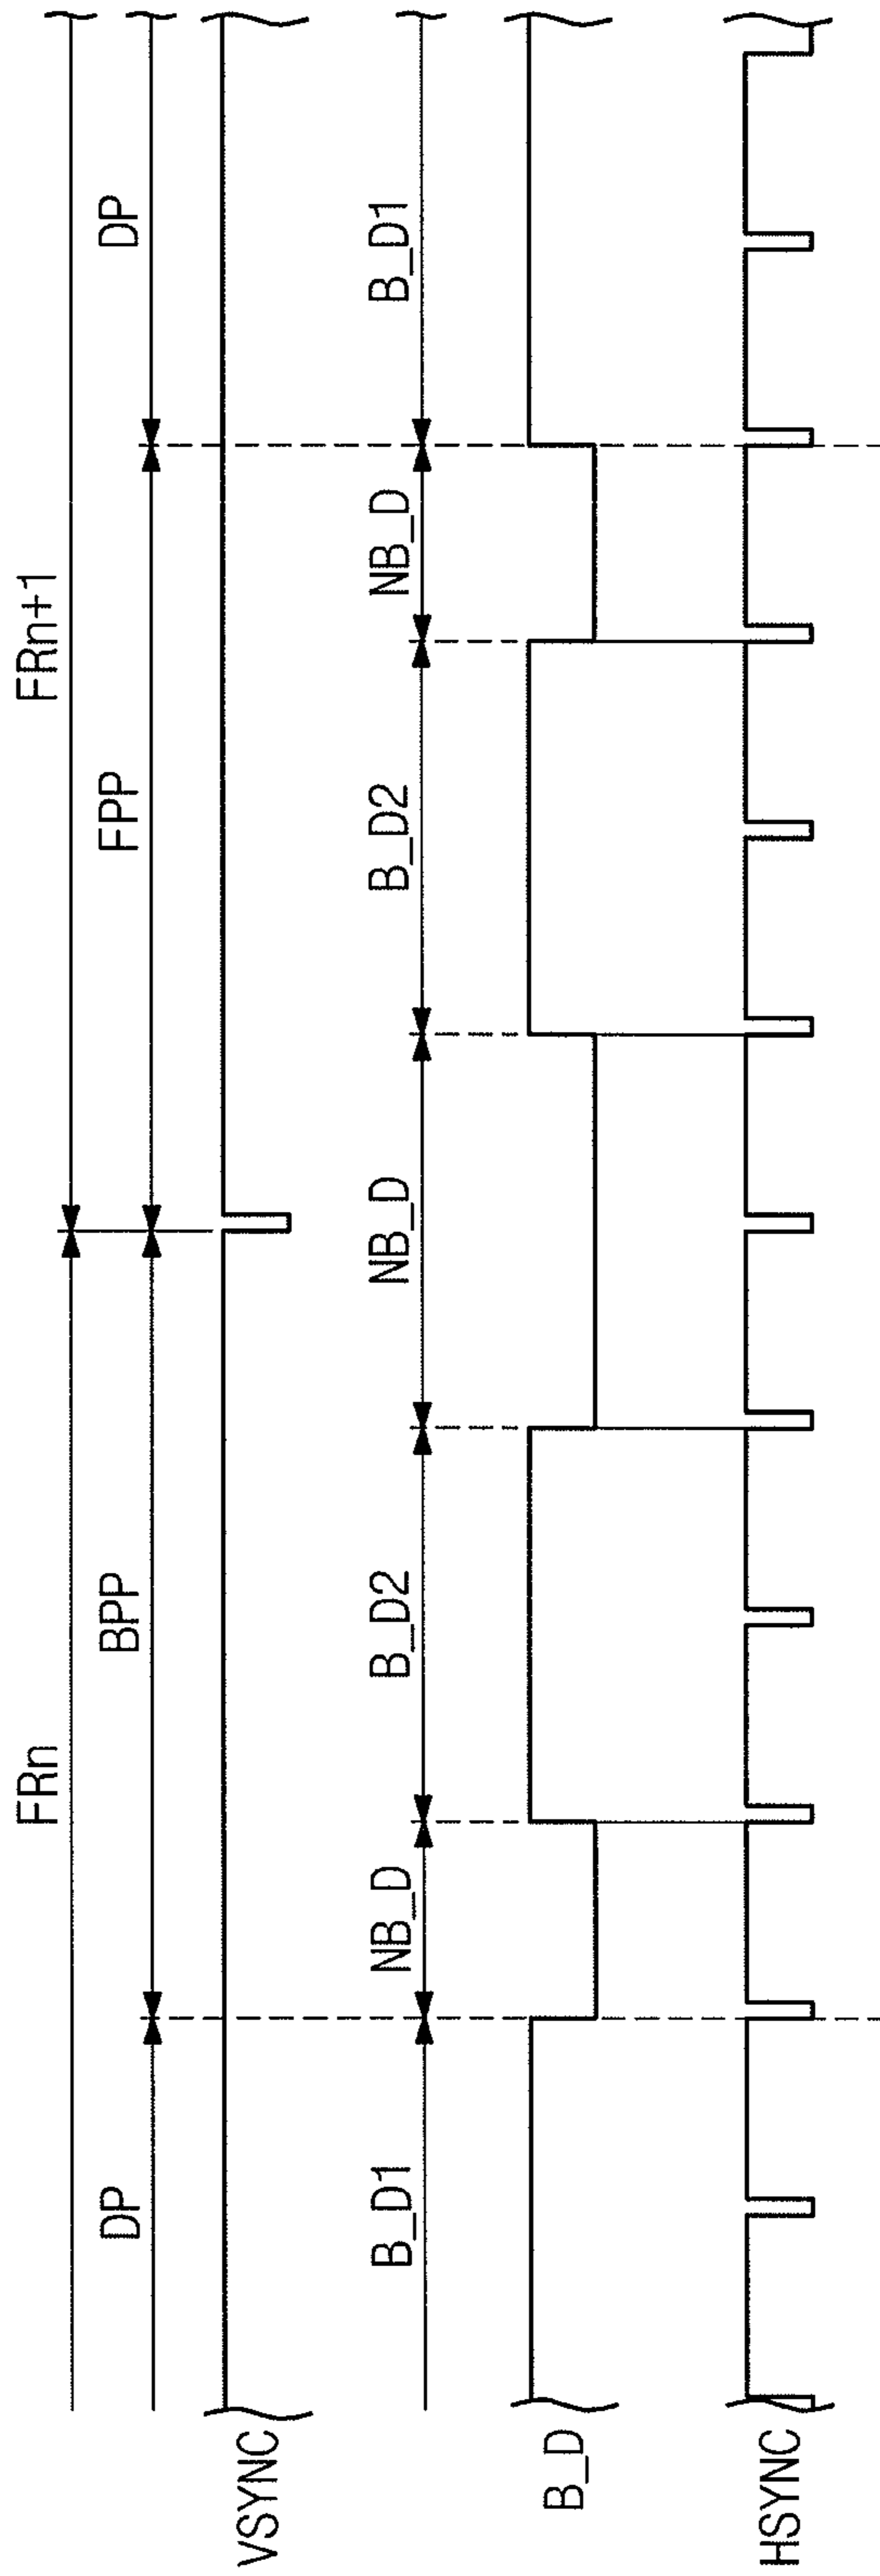 FRn
FRn+1
DP
BPP
FPP
DP
VSYNC
B_D1
NB_D
B_D2
NB_D
B_D2
NB_D
B_D1
B_D
HSYNC